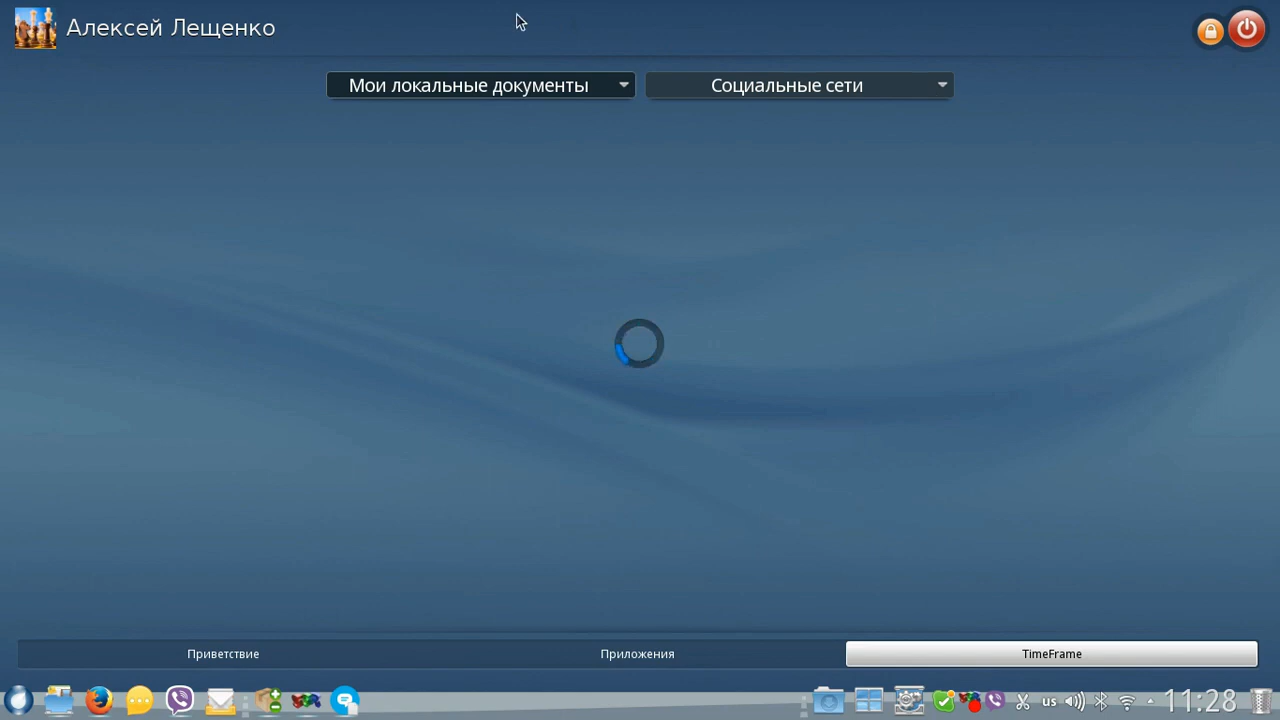 Алексей Лещенко
Мои локальные документы
Социальные сети
Приветствие
Приложения
TimeFrame
us
11:28